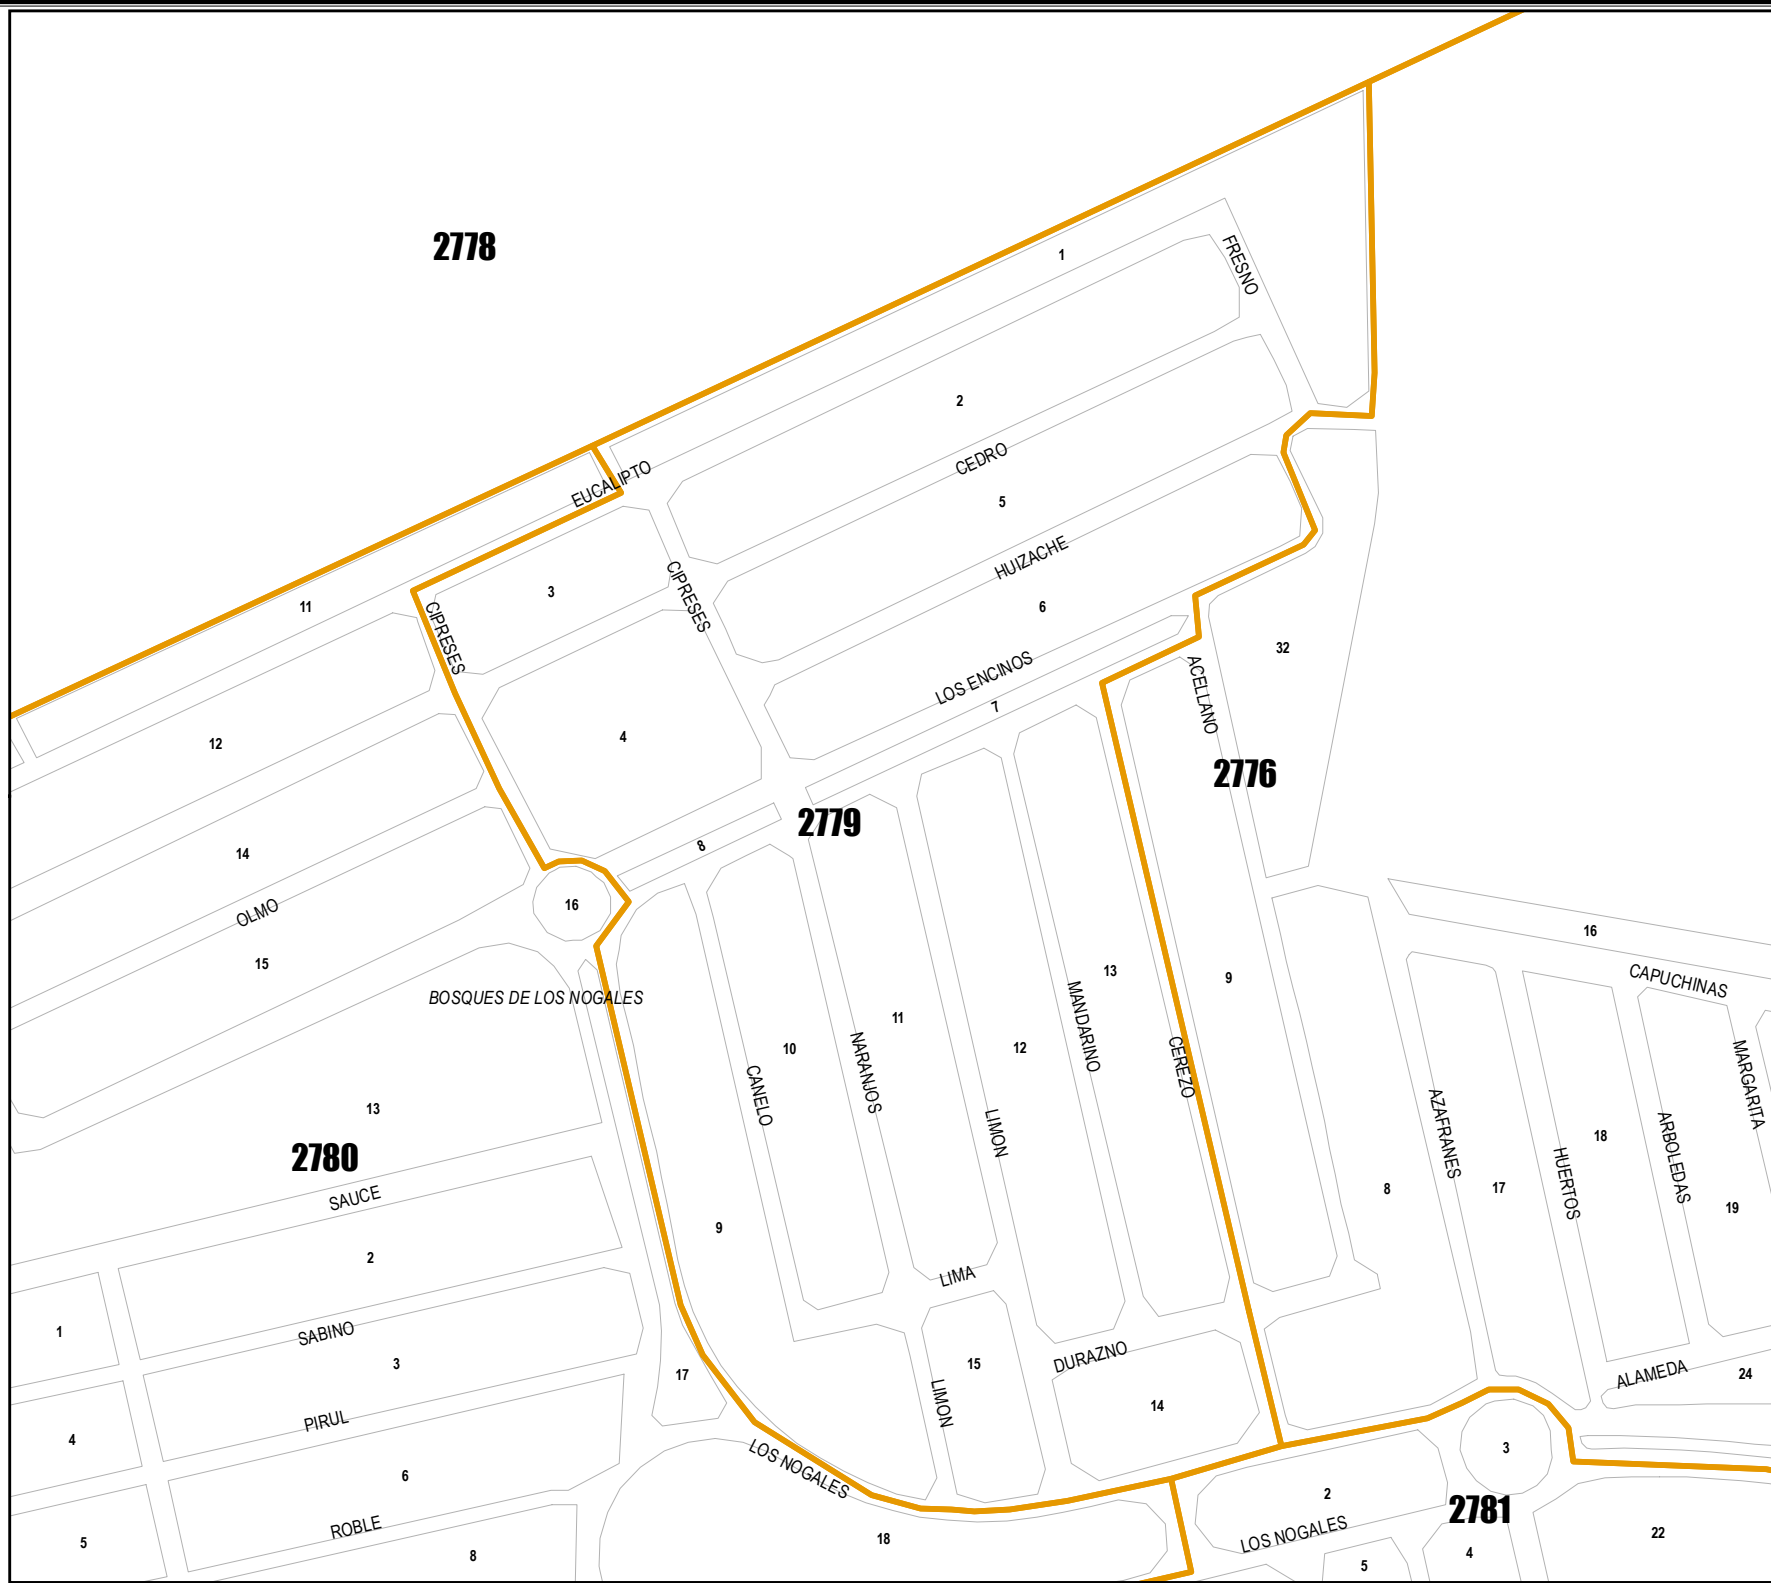 2778
1
FRESNO
2
CEDRO
EUCALIPTO
5
HUIZACHE
3
CIPRESES
CIPRESES
11
6
32
LOS ENCINOS
ACELLANO
7
12
4
2776
2779
8
14
16
OLMO
15
16
CAPUCHINAS
13
9
BOSQUES DE LOS NOGALES
MANDARINO
11
12
10
NARANJOS
CEREZO
MARGARITA
CANELO
13
LIMON
AZAFRANES
18
ARBOLEDAS
2780
HUERTOS
SAUCE
8
17
19
9
2
LIMA
1
SABINO
3
DURAZNO
15
17
ALAMEDA
24
LIMON
14
PIRUL
4
3
LOS NOGALES
6
2
2781
ROBLE
LOS NOGALES
22
5
18
8
4
5